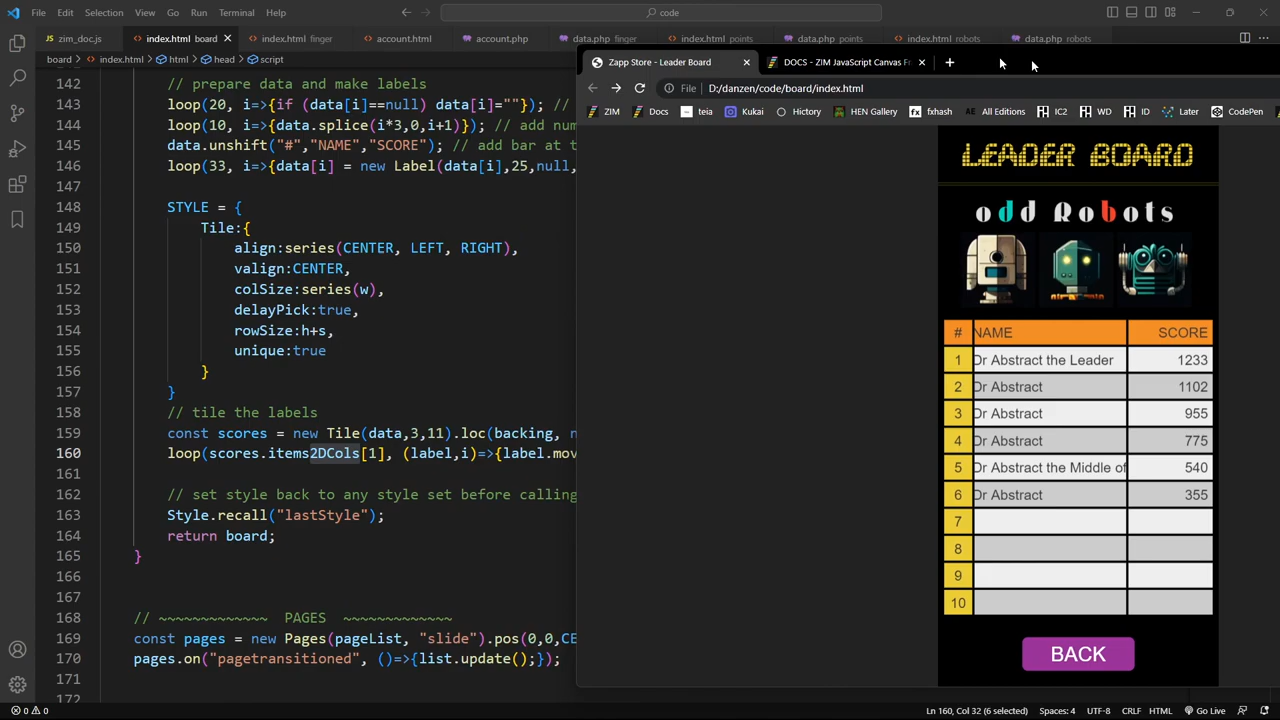 File Edit Selection View Go Run Terminal Help
code
zim_doc.js
index.html board
index.html finger
account.html
account.php
data.php finger
index.html points
data.php points
index.html robots
data.php robots
board > index.html > html > head > script
142 // prepare data and make labels
143 loop(20, i=>{if (data[i]==null) data[i]=""}); //
144 loop(10, i=>{data.splice(i*3,0,i+1)}); // add num
145 data.unshift("#","NAME","SCORE"); // add bar at t
146 loop(33, i=>{data[i] = new Label(data[i],25,null,
147
148 STYLE = {
149 Tile:{
150 align:series(CENTER, LEFT, RIGHT),
151 valign:CENTER,
152 colSize:series(w),
153 delayPick:true,
154 rowSize:h+s,
155 unique:true
156 }
157 }
158 // tile the labels
159 const scores = new Tile(data,3,11).loc(backing, n
160 loop(scores.items2DCols[1], (label,i)=>{label.mov
161
162 // set style back to any style set before calling
163 Style.recall("lastStyle");
164 return board;
165 }
166
167
168 // ~~~~~~~~~~~~~ PAGES ~~~~~~~~~~~~~
169 const pages = new Pages(pageList, "slide").pos(0,0,CE
170 pages.on("pagetransitioned", ()=>{list.update();});
171
172
Zapp Store - Leader Board
DOCS - ZIM JavaScript Canvas F
File D:/danzen/code/board/index.html
ZIM Docs teia Kukai Hictory HEN Gallery fxhash All Editions IC2 WD ID Later CodePen
LEADER BOARD
odd Robots
# NAME SCORE
1 Dr Abstract the Leader 1233
2 Dr Abstract 1102
3 Dr Abstract 955
4 Dr Abstract 775
5 Dr Abstract the Middle of 540
6 Dr Abstract 355
7
8
9
10
BACK
0 0
Ln 160, Col 32 (6 selected) Spaces: 4 UTF-8 CRLF HTML Go Live